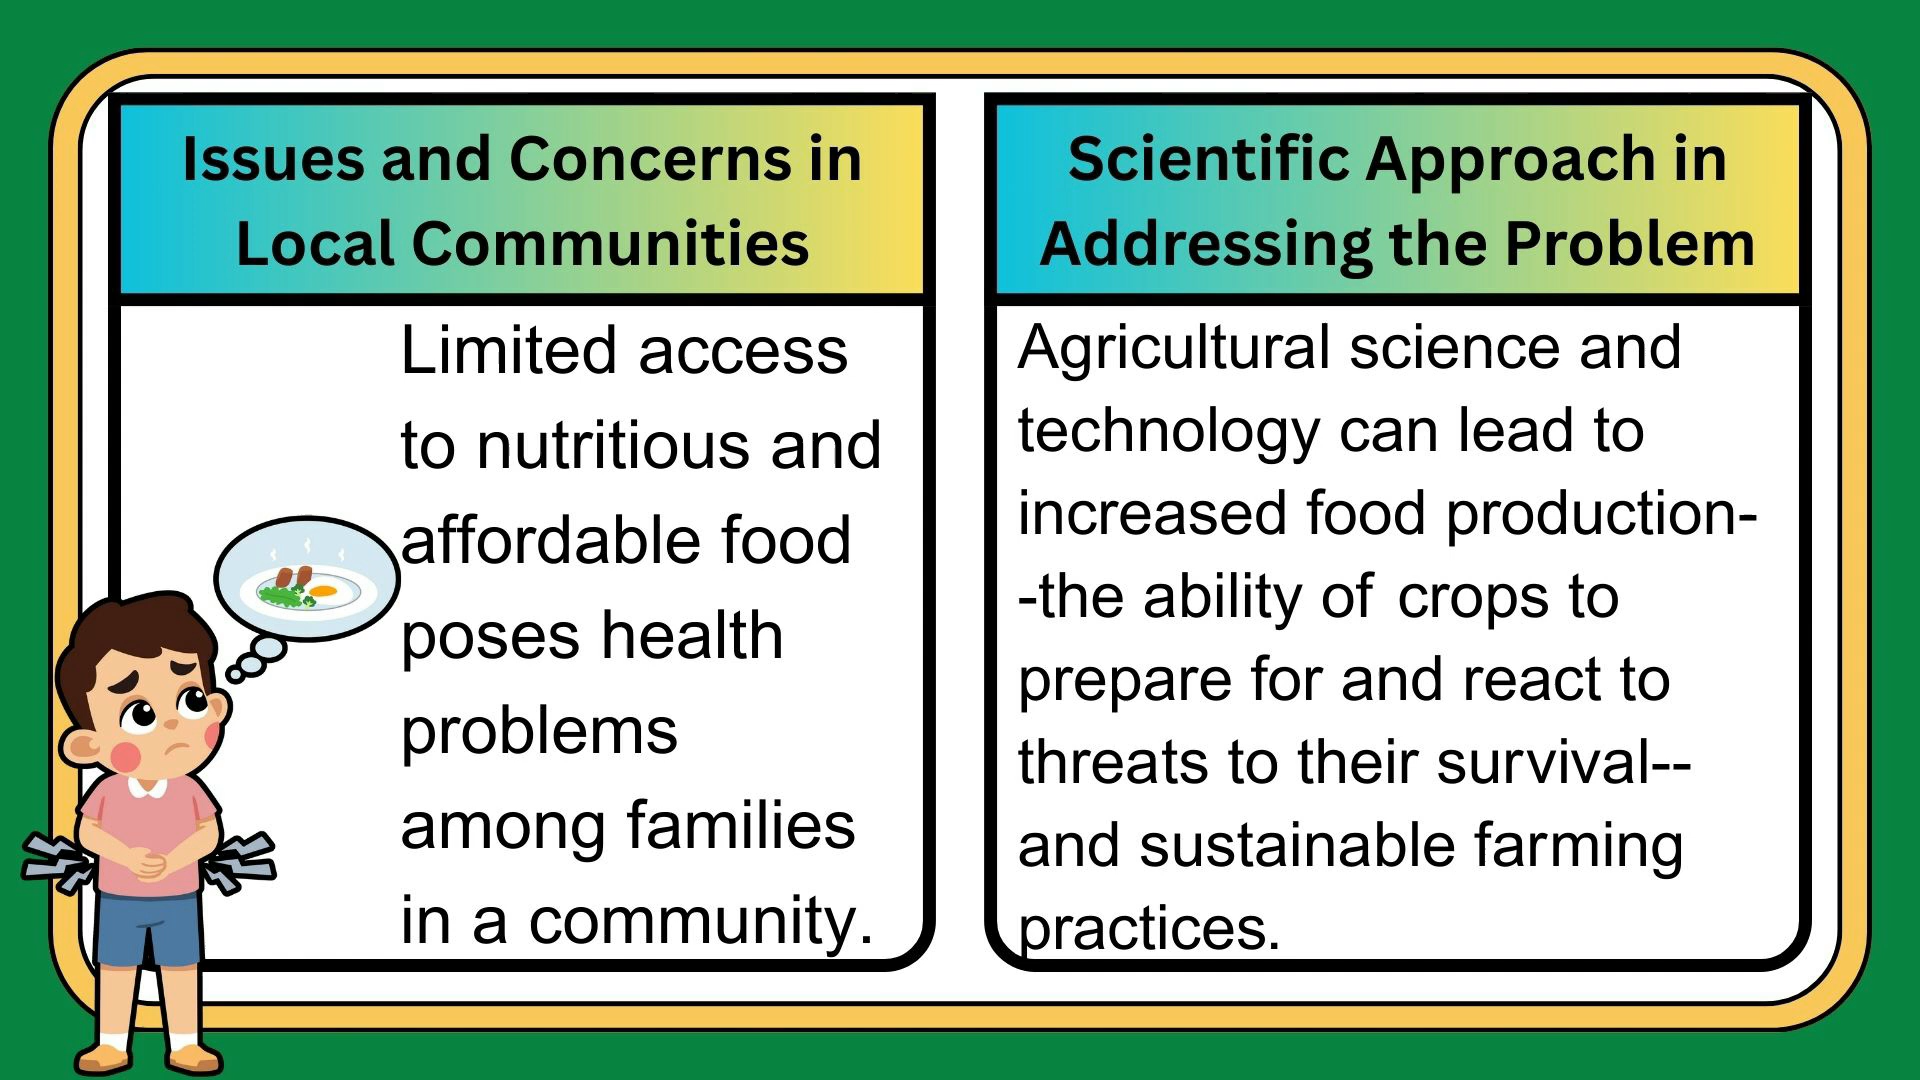 Issues and Concerns in
Local Communities
Limited access
to nutritious and
affordable food
poses health
problems
among families
in a community.
Scientific Approach in
Addressing the Problem
Agricultural science and
technology can lead to
increased food production-
-the ability of crops to
prepare for and react to
threats to their survival--
and sustainable farming
practices.